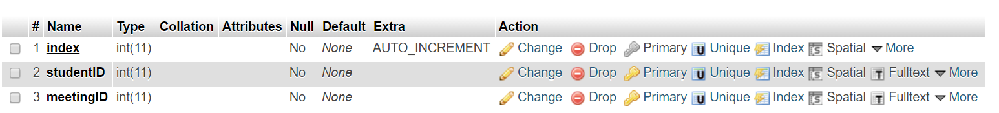 # Name Type Collation Attributes Null Default Extra Action
1 index int(11) No None AUTO_INCREMENT Change Drop Primary Unique Index Spatial More
2 studentID int(11) No None Change Drop Primary Unique Index Spatial Fulltext More
3 meetingID int(11) No None Change Drop Primary Unique Index Spatial Fulltext More